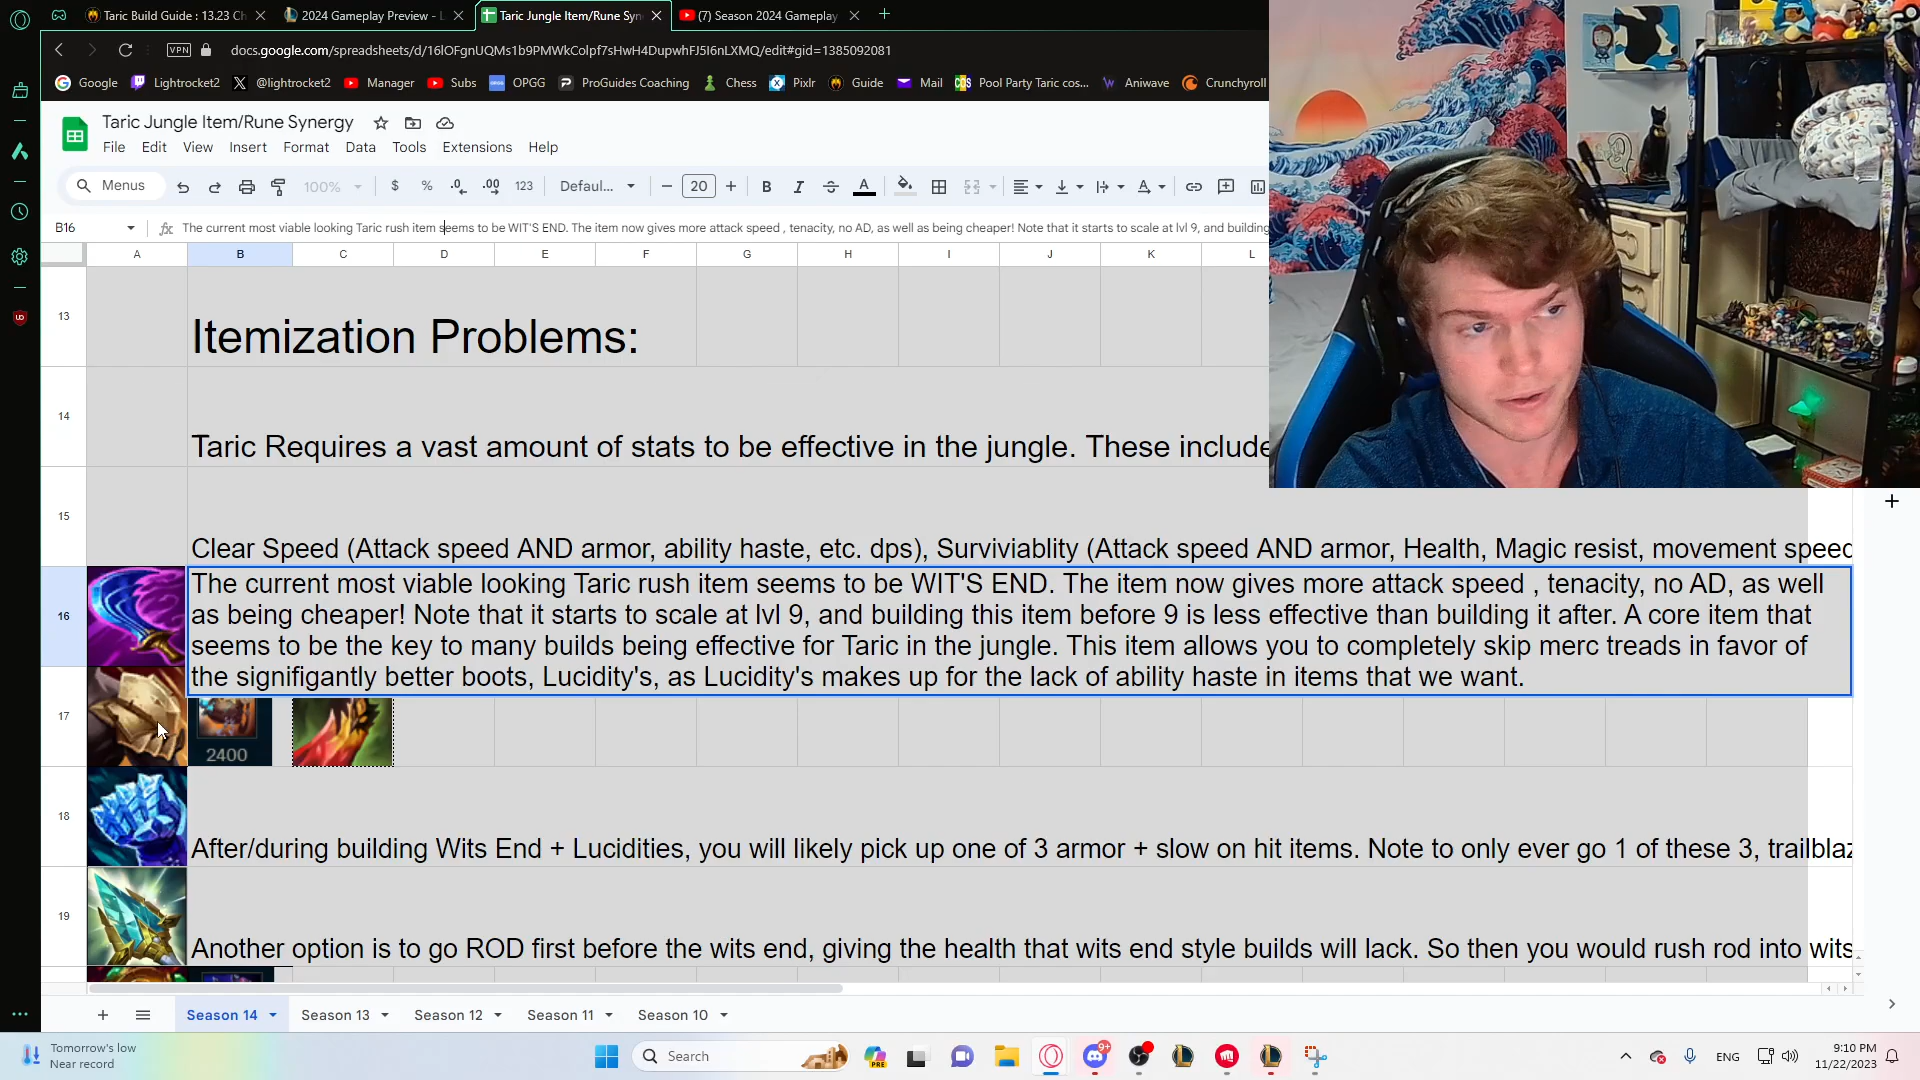 Taric Build Guide : 13.23 Ch
2024 Gameplay Preview - L
Taric Jungle Item/Rune Syn
(7) Season 2024 Gameplay
VPN
docs.google.com/spreadsheets/d/16lOFgnUQMs1b9PMWkColpf7sHwH4DupwhFJ5I6nLXMQ/edit#gid=1385092081
Google
Lightrocket2
@lightrocket2
Manager
Subs
OPGG
ProGuides Coaching
Chess
Pixlr
Guide
Mail
Pool Party Taric cos...
Aniwave
Crunchyroll
Taric Jungle Item/Rune Synergy
File Edit View Insert Format Data Tools Extensions Help
Menus 100% $ % .0 .00 123 Defaul... 20 B I A
B16
The current most viable looking Taric rush item seems to be WIT'S END. The item now gives more attack speed , tenacity, no AD, as well as being cheaper! Note that it starts to scale at lvl 9, and building
A B C D E F G H I J K L
13
Itemization Problems:
14
Taric Requires a vast amount of stats to be effective in the jungle. These include
15
Clear Speed (Attack speed AND armor, ability haste, etc. dps), Surviviablity (Attack speed AND armor, Health, Magic resist, movement speed
16
The current most viable looking Taric rush item seems to be WIT'S END. The item now gives more attack speed , tenacity, no AD, as well
as being cheaper! Note that it starts to scale at lvl 9, and building this item before 9 is less effective than building it after. A core item that
seems to be the key to many builds being effective for Taric in the jungle. This item allows you to completely skip merc treads in favor of
the signifigantly better boots, Lucidity's, as Lucidity's makes up for the lack of ability haste in items that we want.
17
2400
18
After/during building Wits End + Lucidities, you will likely pick up one of 3 armor + slow on hit items. Note to only ever go 1 of these 3, trailblaz
19
Another option is to go ROD first before the wits end, giving the health that wits end style builds will lack. So then you would rush rod into wits
Season 14
Season 13
Season 12
Season 11
Season 10
Tomorrow's low
Near record
Search
PRE
9+
ENG
9:10 PM
11/22/2023